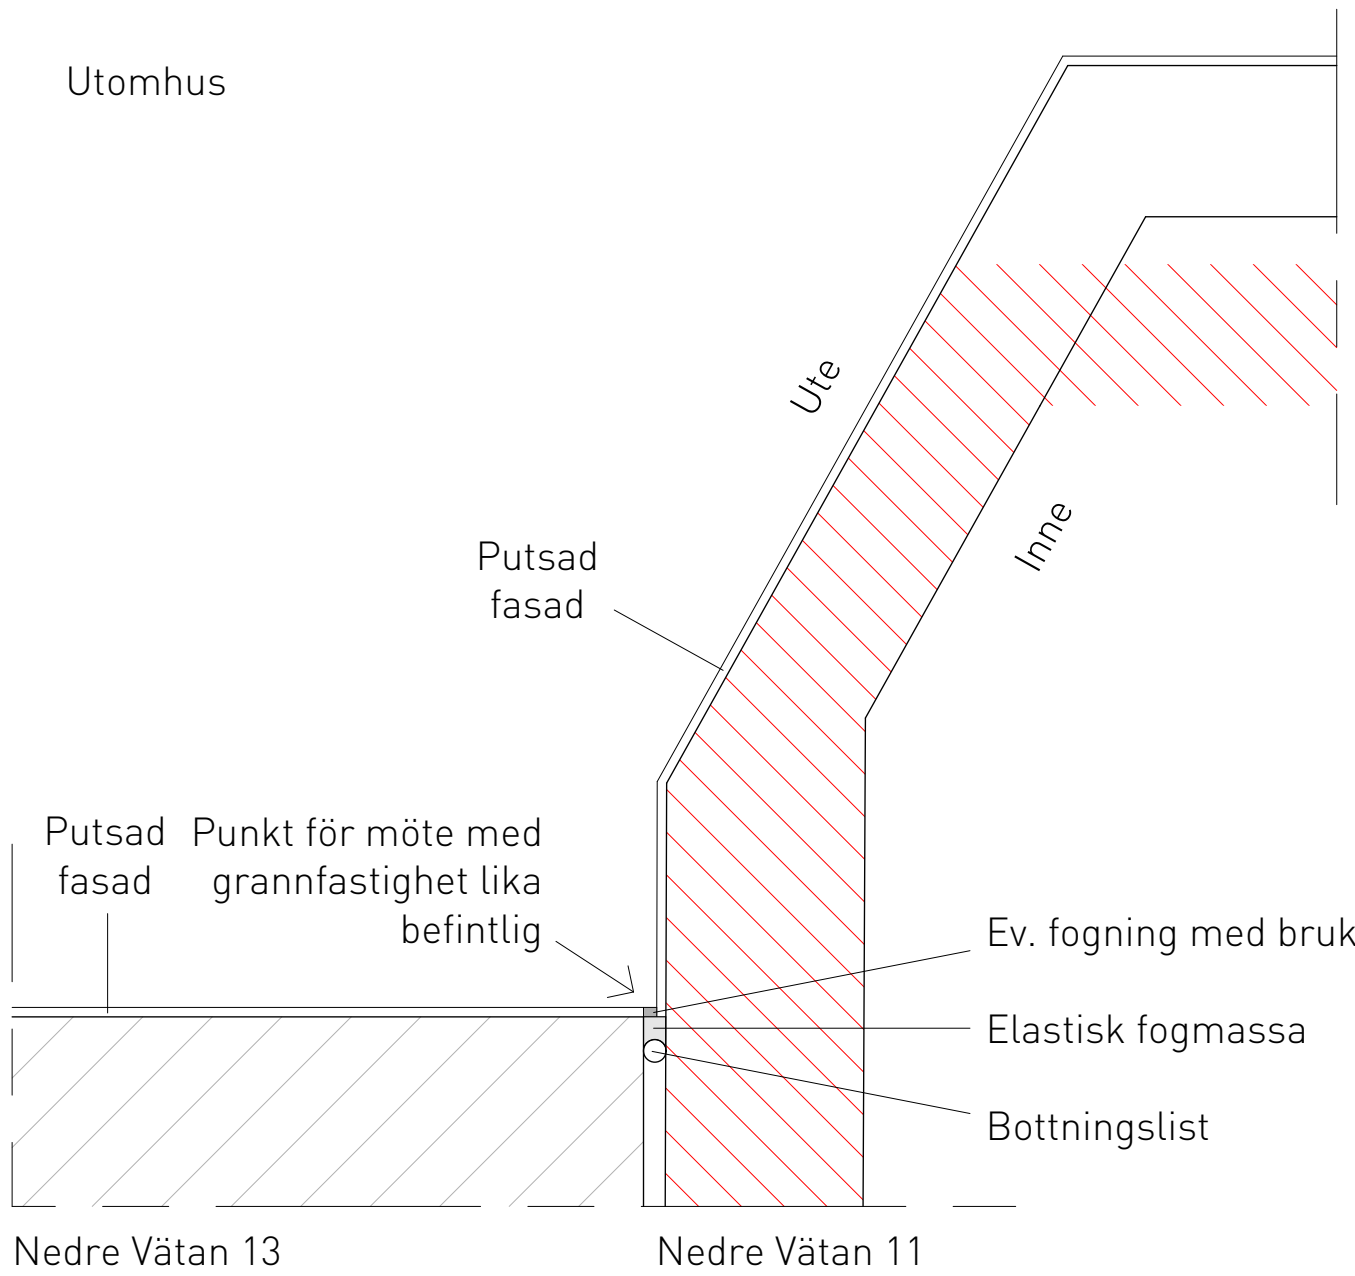 Utomhus
Ute
Inne
Putsad
fasad
Putsad
fasad
Punkt för möte med
grannfastighet lika
befintlig
Ev. fogning med bruk
Elastisk fogmassa
Bottningslist
Nedre Vätan 13
Nedre Vätan 11